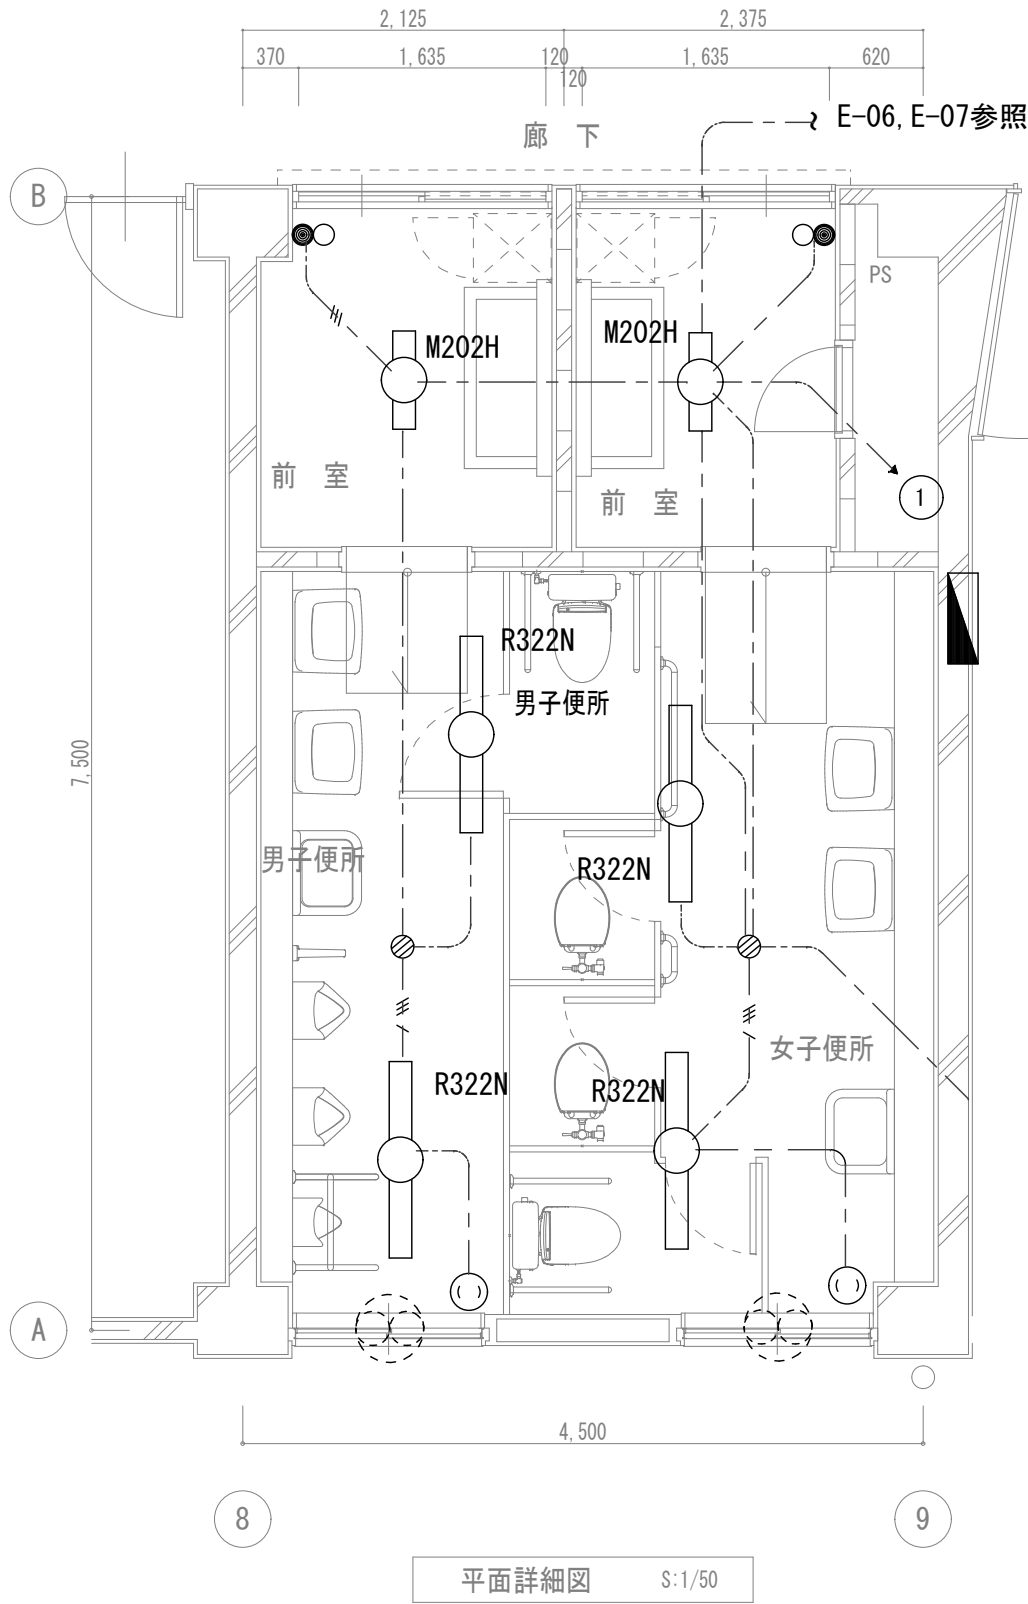 2,125 2,375
370 1,635 120 1,635 620
120
E-06,E-07参照
廊 下
B
PS
M202H M202H
前 室
前 室
1
R322N
男子便所
7,500
男子便所
R322N
女子便所
R322N R322N
A
4,500
8 9
平面詳細図 S:1/50